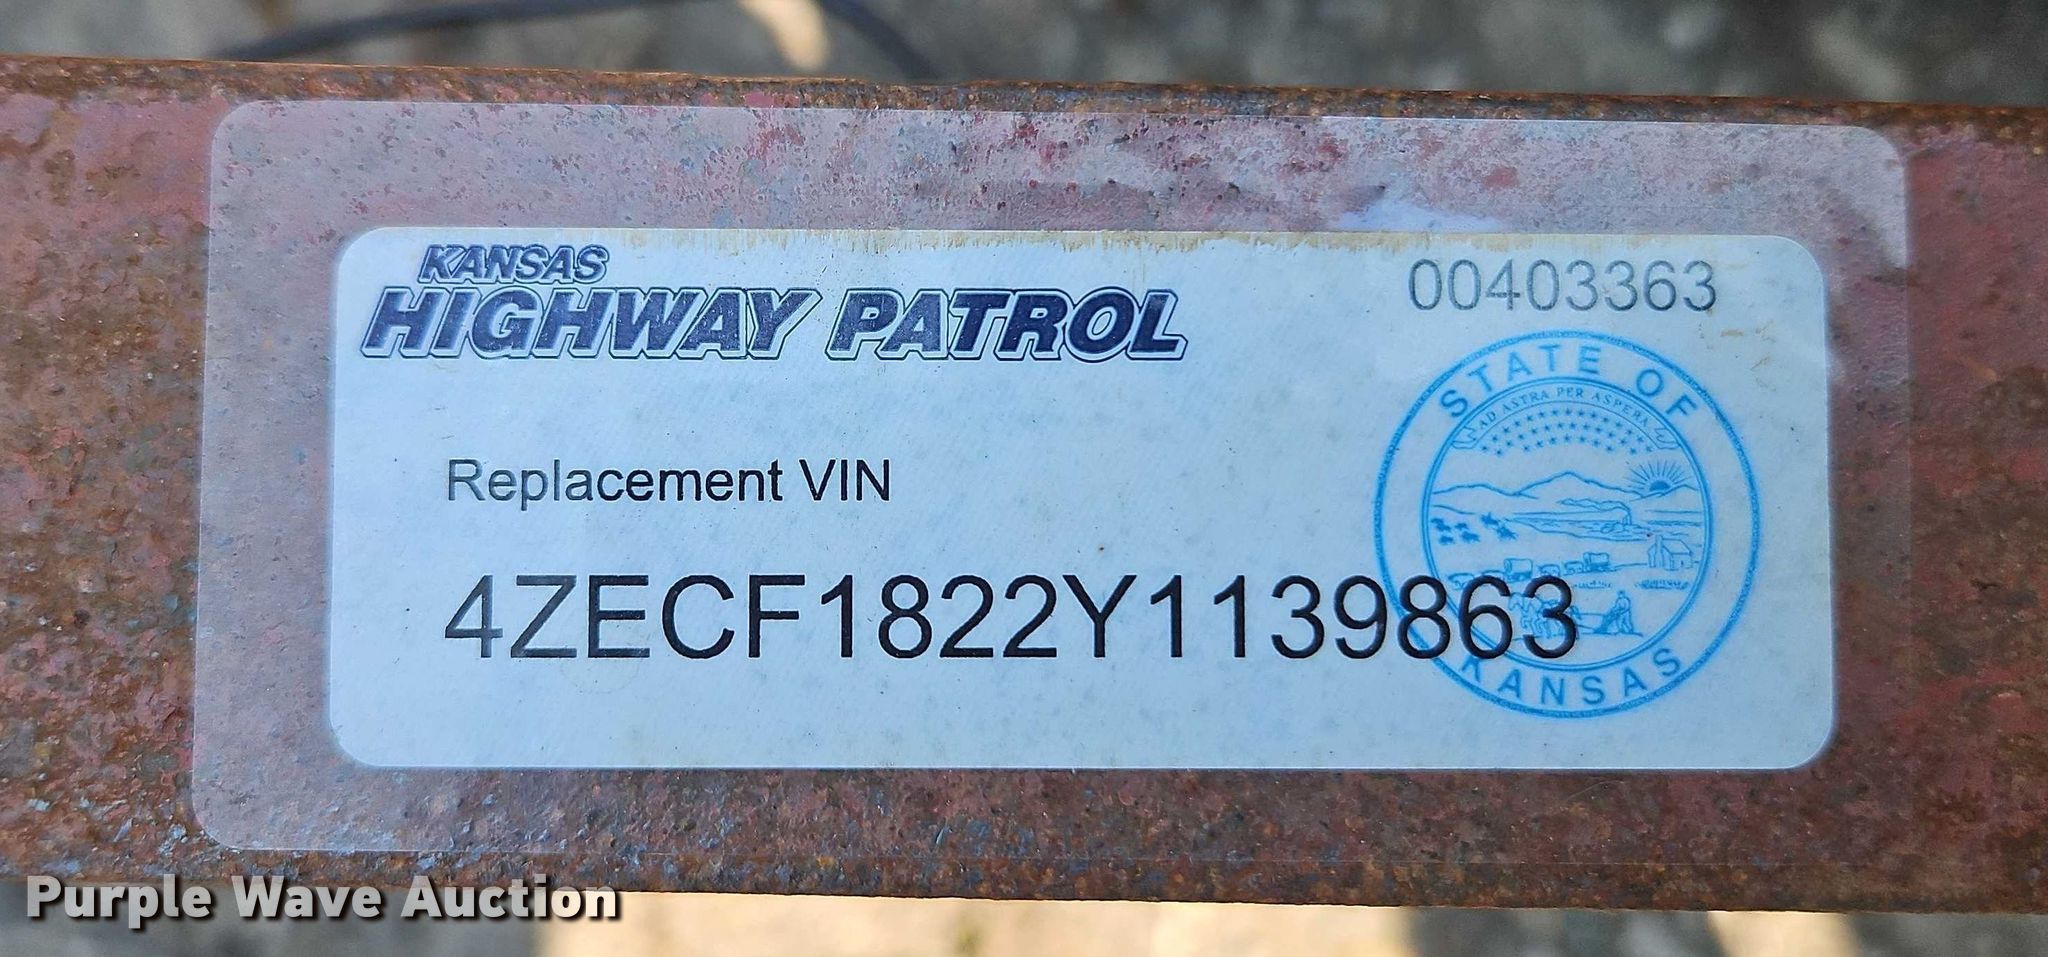 KANSAS
HIGHWAY PATROL
00403363
STATE OF
AD ASTRA PER ASPERA
Replacement VIN
4ZECF1822Y1139863
KANSAS
Purple Wave Auction